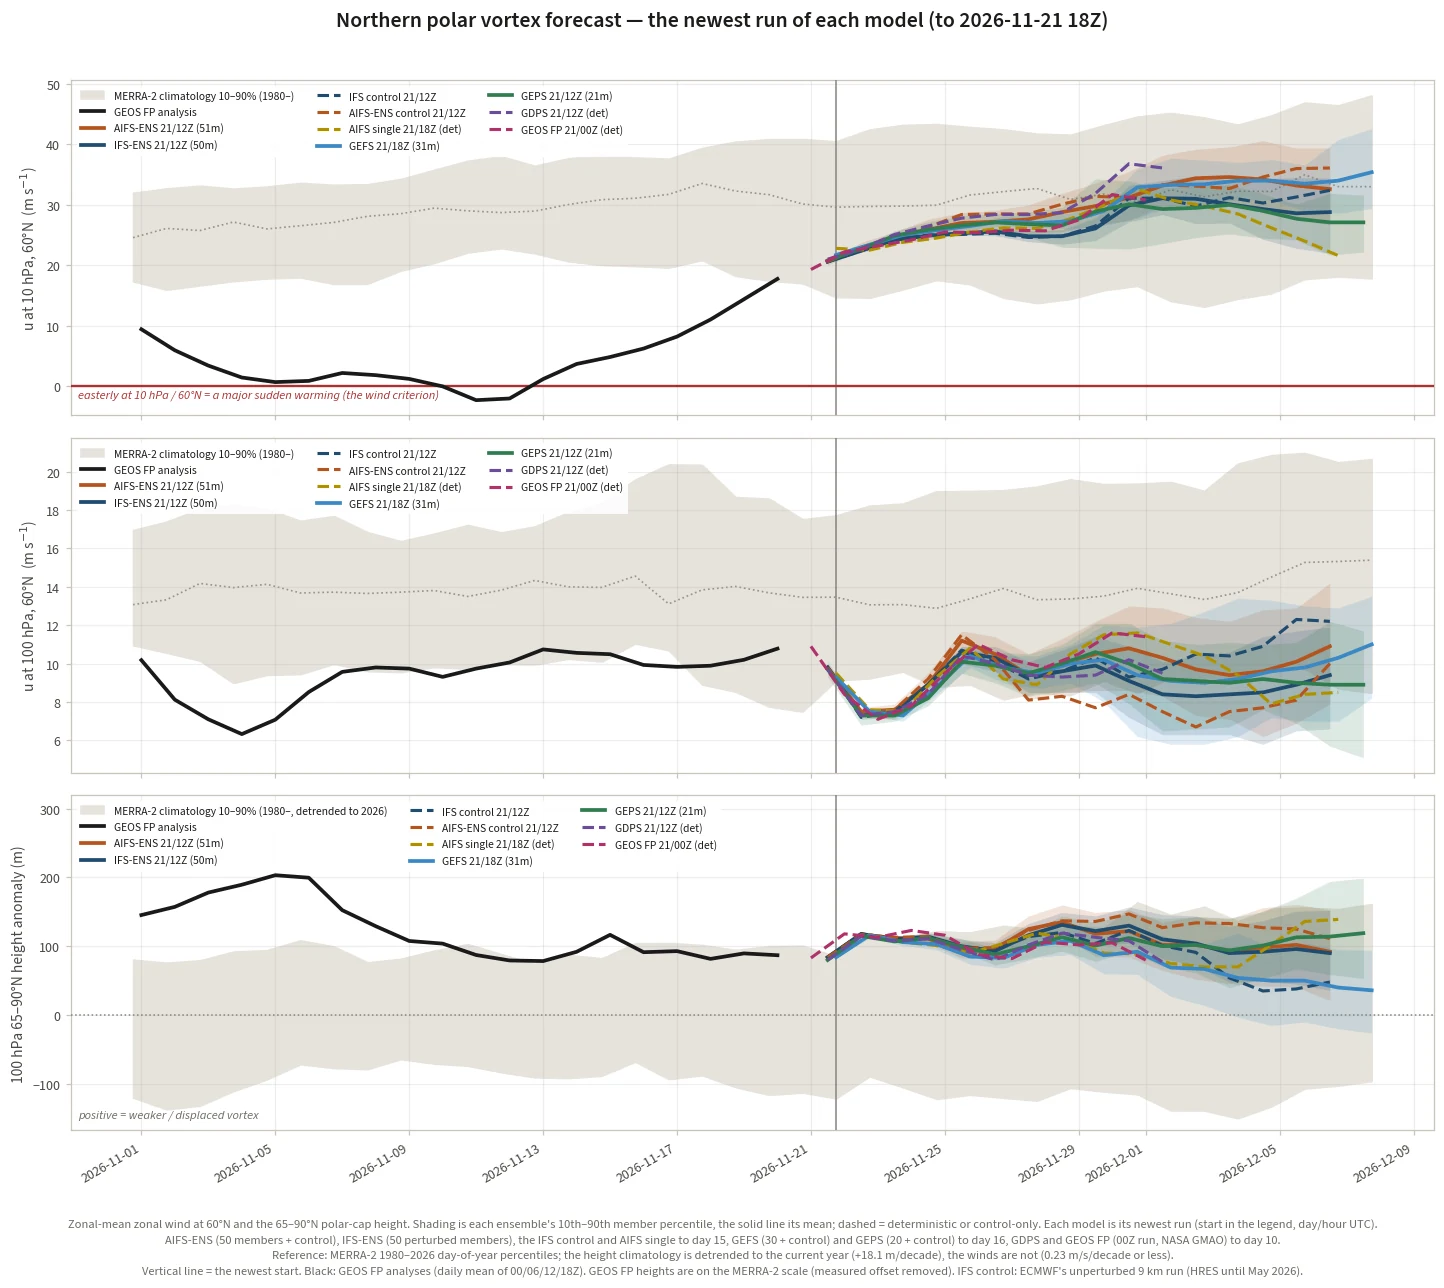 Northern polar vortex forecast — the newest run of each model (to 2026-11-21 18Z)
MERRA-2 climatology 10–90% (1980–)
GEOS FP analysis
AIFS-ENS 21/12Z (51m)
IFS-ENS 21/12Z (50m)
IFS control 21/12Z
AIFS-ENS control 21/12Z
AIFS single 21/18Z (det)
GEFS 21/18Z (31m)
GEPS 21/12Z (21m)
GDPS 21/12Z (det)
GEOS FP 21/00Z (det)
u at 10 hPa, 60°N (m s⁻¹)
50
40
30
20
10
0
easterly at 10 hPa / 60°N = a major sudden warming (the wind criterion)
MERRA-2 climatology 10–90% (1980–)
GEOS FP analysis
AIFS-ENS 21/12Z (51m)
IFS-ENS 21/12Z (50m)
IFS control 21/12Z
AIFS-ENS control 21/12Z
AIFS single 21/18Z (det)
GEFS 21/18Z (31m)
GEPS 21/12Z (21m)
GDPS 21/12Z (det)
GEOS FP 21/00Z (det)
u at 100 hPa, 60°N (m s⁻¹)
20
18
16
14
12
10
8
6
MERRA-2 climatology 10–90% (1980–, detrended to 2026)
GEOS FP analysis
AIFS-ENS 21/12Z (51m)
IFS-ENS 21/12Z (50m)
IFS control 21/12Z
AIFS-ENS control 21/12Z
AIFS single 21/18Z (det)
GEFS 21/18Z (31m)
GEPS 21/12Z (21m)
GDPS 21/12Z (det)
GEOS FP 21/00Z (det)
100 hPa 65–90°N height anomaly (m)
300
200
100
0
−100
positive = weaker / displaced vortex
2026-11-01
2026-11-05
2026-11-09
2026-11-13
2026-11-17
2026-11-21
2026-11-25
2026-11-29
2026-12-01
2026-12-05
2026-12-09
Zonal-mean zonal wind at 60°N and the 65–90°N polar-cap height. Shading is each ensemble's 10th–90th member percentile, the solid line its mean; dashed = deterministic or control-only. Each model is its newest run (start in the legend, day/hour UTC).
AIFS-ENS (50 members + control), IFS-ENS (50 perturbed members), the IFS control and AIFS single to day 15, GEFS (30 + control) and GEPS (20 + control) to day 16, GDPS and GEOS FP (00Z run, NASA GMAO) to day 10.
Reference: MERRA-2 1980–2026 day-of-year percentiles; the height climatology is detrended to the current year (+18.1 m/decade), the winds are not (0.23 m/s/decade or less).
Vertical line = the newest start. Black: GEOS FP analyses (daily mean of 00/06/12/18Z). GEOS FP heights are on the MERRA-2 scale (measured offset removed). IFS control: ECMWF's unperturbed 9 km run (HRES until May 2026).